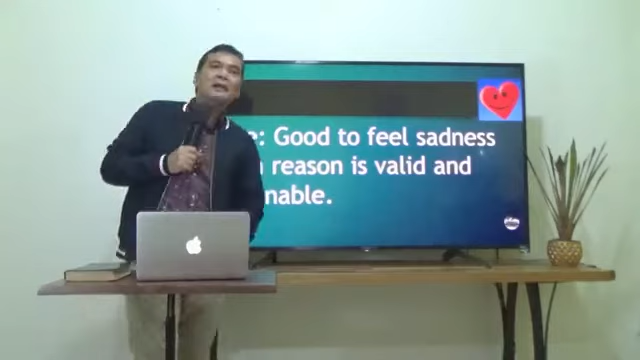 e: Good to feel sadness
reason is valid and
nable.